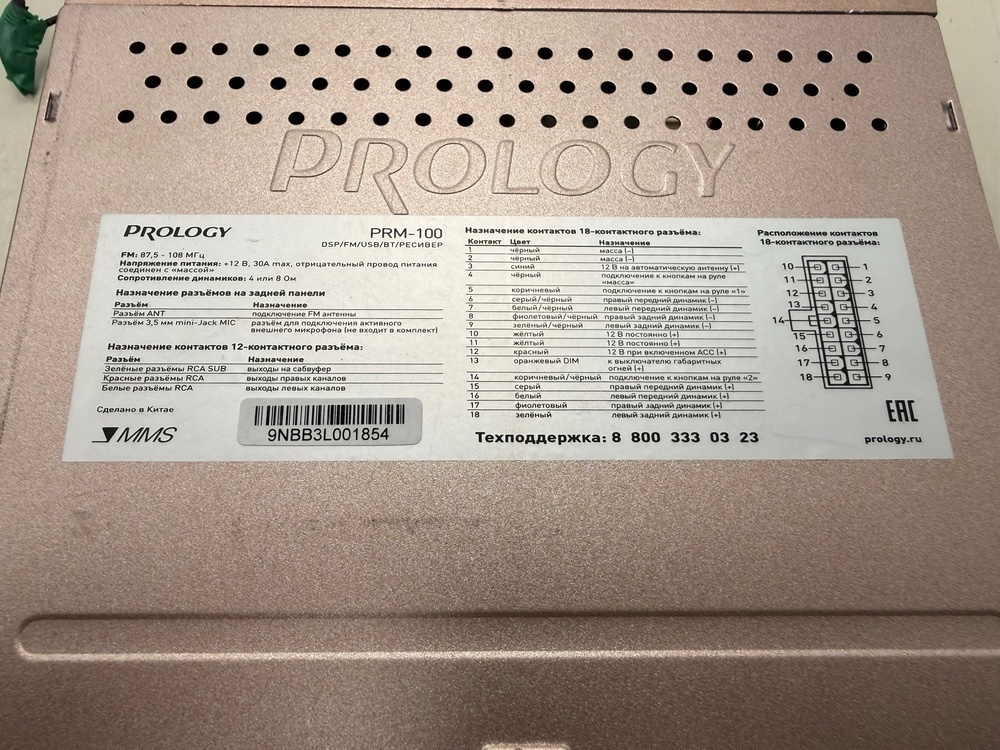 PROLOGY
PROLOGY
PRM-100
DSP/FM/USB/BT/РЕСИВЕР
FM: 87,5 - 108 МГц
Напряжение питания: +12 В, 30А max, отрицательный провод питания
соединен с «массой»
Сопротивление динамиков: 4 или 8 Ом
Назначение разъёмов на задней панели
Разъём Назначение
Разъём ANT подключение FM антенны
Разъём 3,5 мм mini-Jack MIC разъём для подключения активного
внешнего микрофона (не входит в комплект)
Назначение контактов 12-контактного разъёма:
Разъём Назначение
Зелёные разъёмы RCA SUB выходы на сабвуфер
Красные разъёмы RCA выходы правых каналов
Белые разъёмы RCA выходы левых каналов
Сделано в Китае
MMS
9NBB3L001854
Назначение контактов 18-контактного разъёма:
Контакт Цвет Назначение
1 чёрный масса (–)
2 чёрный масса (–)
3 синий 12 В на автоматическую антенну (+)
4 чёрный подключение к кнопкам на руле
«масса»
5 коричневый подключение к кнопкам на руле «1»
6 серый/чёрный правый передний динамик (–)
7 белый/чёрный левый передний динамик (–)
8 фиолетовый/чёрный правый задний динамик (–)
9 зелёный/чёрный левый задний динамик (–)
10 жёлтый 12 В постоянно (+)
11 жёлтый 12 В постоянно (+)
12 красный 12 В при включенном ACC (+)
13 оранжевый DIM к выключателю габаритных
огней (+)
14 коричневый/чёрный подключение к кнопкам на руле «2»
15 серый правый передний динамик (+)
16 белый левый передний динамик (+)
17 фиолетовый правый задний динамик (+)
18 зелёный левый задний динамик (+)
Техподдержка: 8 800 333 03 23
Расположение контактов
18-контактного разъёма:
10 1
11 2
12 3
13 4
14 5
15 6
16 7
17 8
18 9
EAC
prology.ru